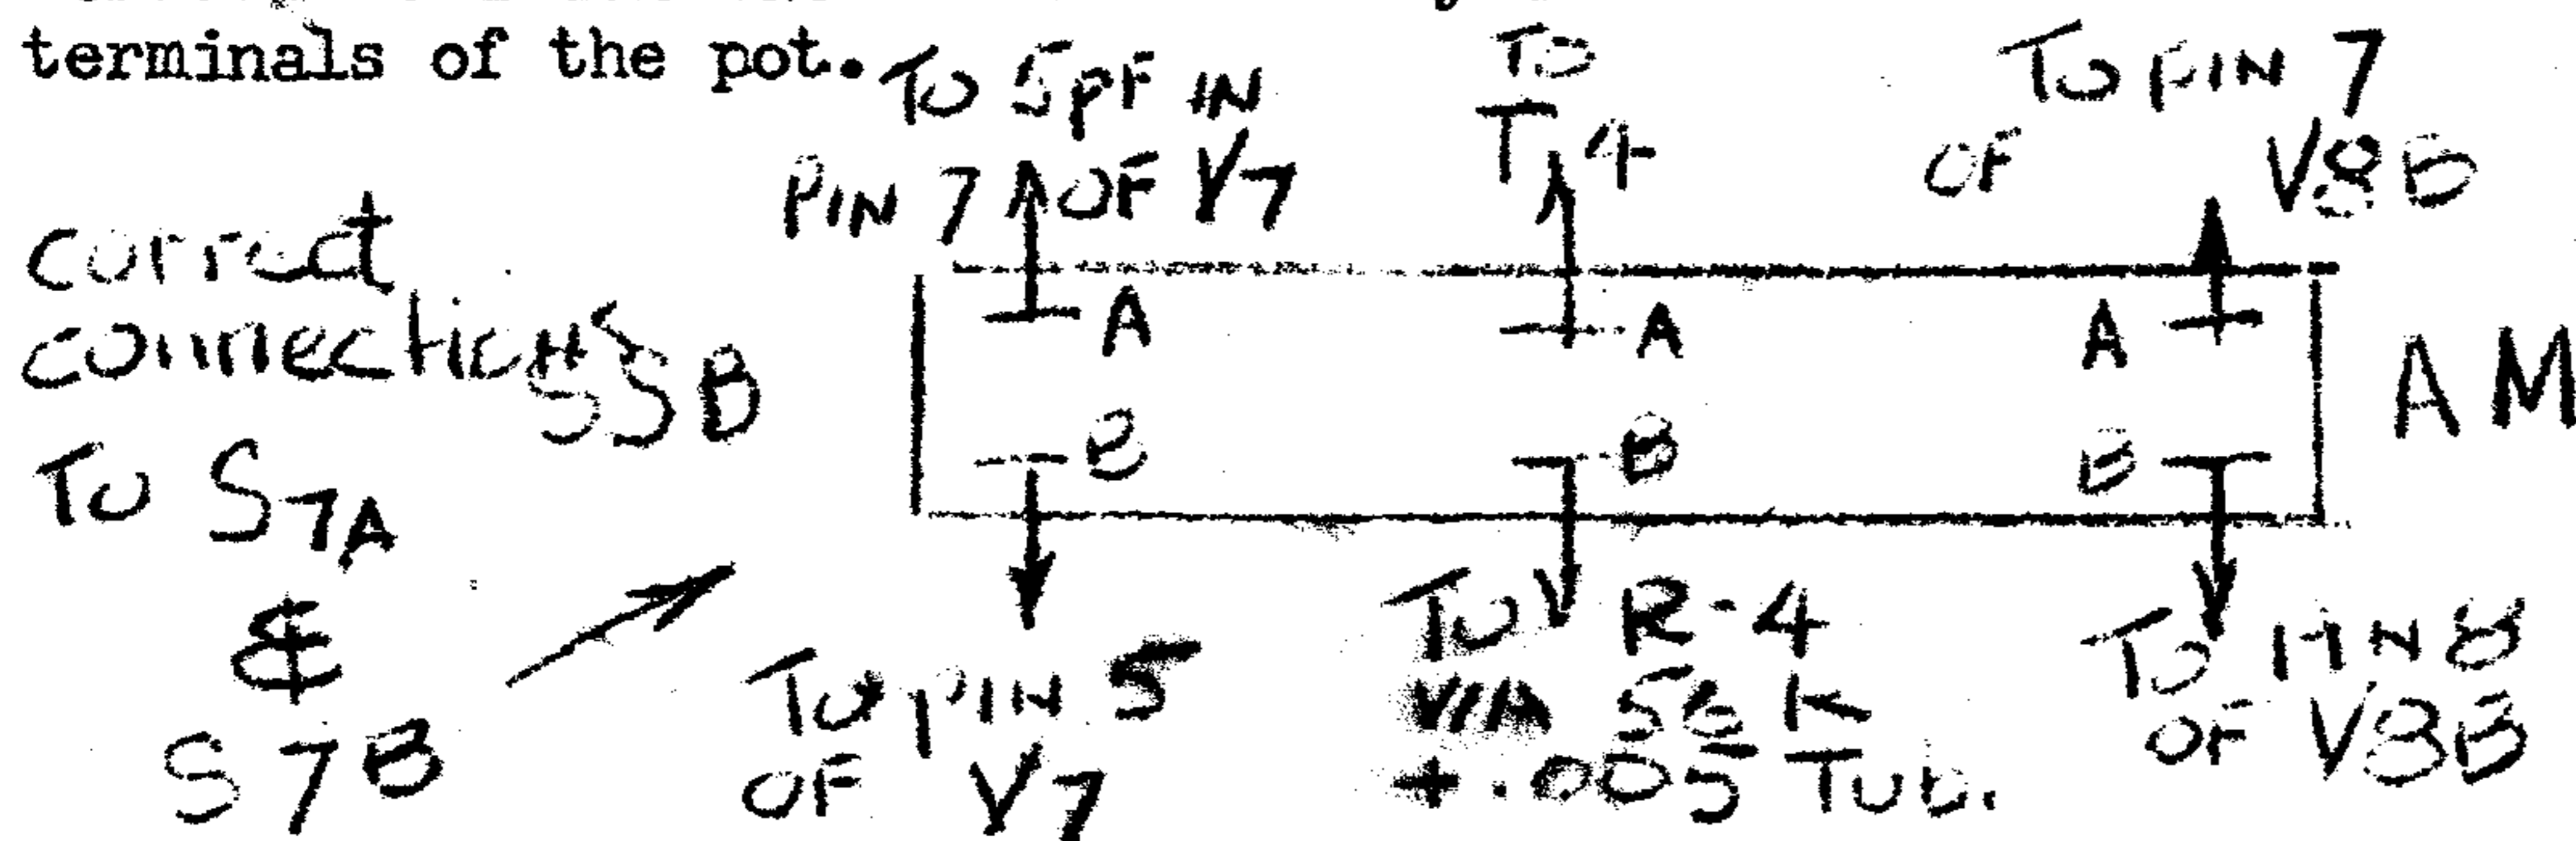 terminals of the pot.
To 5pF IN
PIN 7 OF V7
To
T 4
To PIN 7
OF V8B
correct
connections
SSB
To S7A
&
S7B
A
A
A
B
B
B
AM
To PIN 5
OF V7
To R-4
VIA 56 K
+ .005 Tub.
To PIN 8
OF V8B